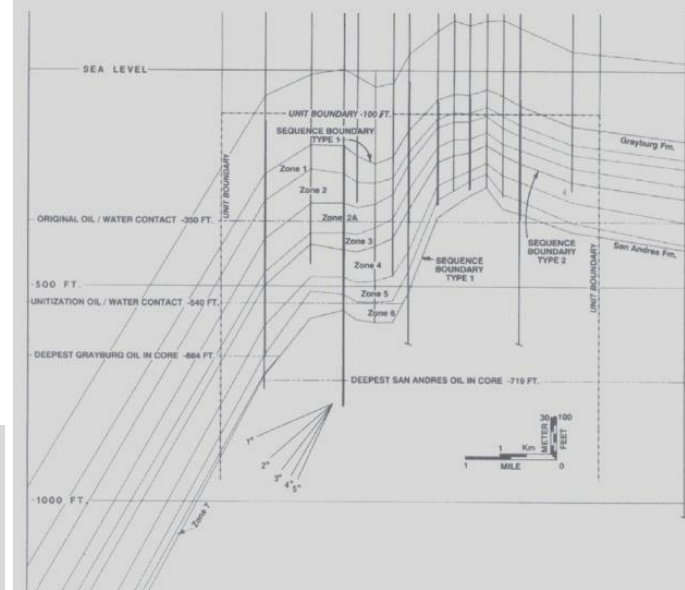 SEA LEVEL
UNIT BOUNDARY -100 FT.
SEQUENCE BOUNDARY
TYPE 1
Grayburg Fm.
Zone 1
UNIT BOUNDARY
Zone 2
ORIGINAL OIL / WATER CONTACT -350 FT.
Zone 2A
Zone 3
SEQUENCE
BOUNDARY
TYPE 2
San Andres Fm.
Zone 4
SEQUENCE
BOUNDARY
TYPE 1
UNIT BOUNDARY
-500 FT.
Zone 5
UNITIZATION OIL / WATER CONTACT -540 FT.
Zone 6
DEEPEST GRAYBURG OIL IN CORE -664 FT.
DEEPEST SAN ANDRES OIL IN CORE -719 FT.
1°
2°
3°
4°
5°
30
100
METER
FEET
1 Km
1 MILE 0
-1000 FT.
Zone 7